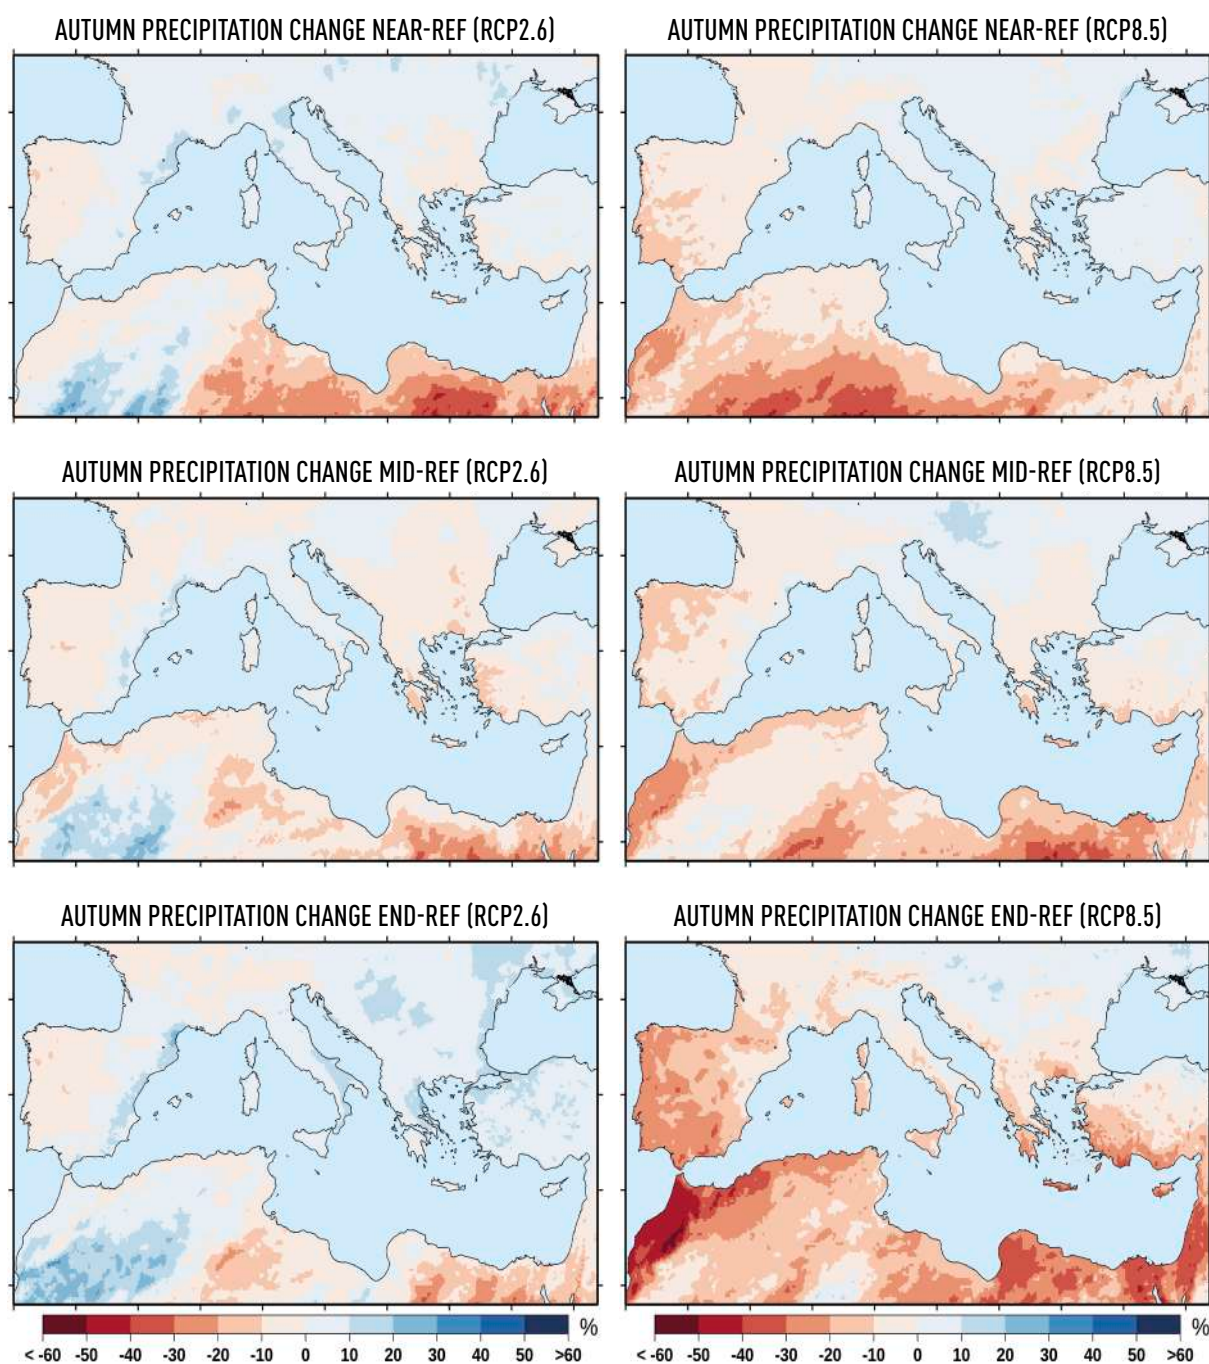 AUTUMN PRECIPITATION CHANGE NEAR-REF (RCP2.6)
AUTUMN PRECIPITATION CHANGE NEAR-REF (RCP8.5)
AUTUMN PRECIPITATION CHANGE MID-REF (RCP2.6)
AUTUMN PRECIPITATION CHANGE MID-REF (RCP8.5)
AUTUMN PRECIPITATION CHANGE END-REF (RCP2.6)
AUTUMN PRECIPITATION CHANGE END-REF (RCP8.5)
%
< -60 -50 -40 -30 -20 -10 0 10 20 30 40 50 >60
%
< -60 -50 -40 -30 -20 -10 0 10 20 30 40 50 >60